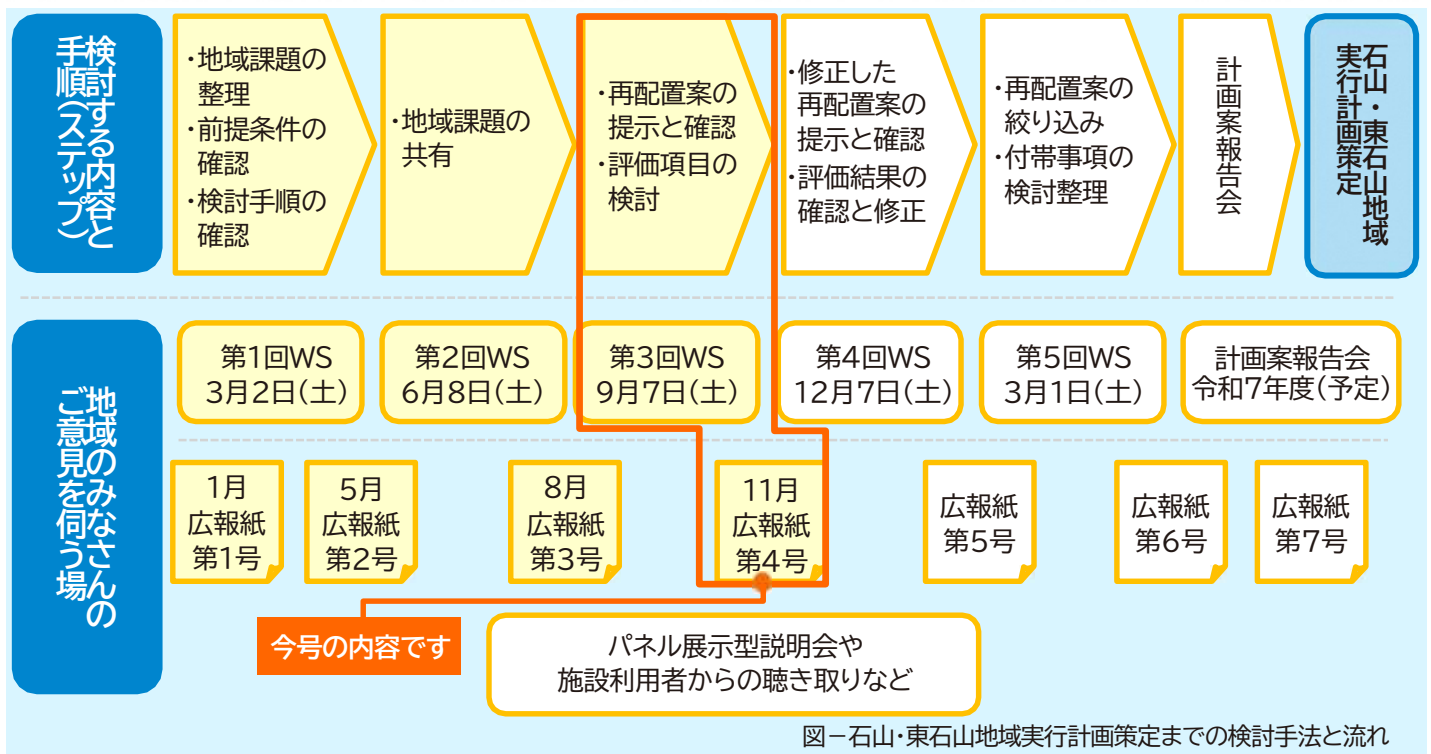 検討する内容と
手順(ステップ)
・地域課題の
整理
・前提条件の
確認
・検討手順の
確認
・地域課題の
共有
・再配置案の
提示と確認
・評価項目の
検討
・修正した
再配置案の
提示と確認
・評価結果の
確認と修正
・再配置案の
絞り込み
・付帯事項の
検討整理
計画案報告会
石山・東石山地域
実行計画策定
地域のみなさんの
ご意見を伺う場
第1回WS
3月2日(土)
第2回WS
6月8日(土)
第3回WS
9月7日(土)
第4回WS
12月7日(土)
第5回WS
3月1日(土)
計画案報告会
令和7年度(予定)
1月
広報紙
第1号
5月
広報紙
第2号
8月
広報紙
第3号
11月
広報紙
第4号
広報紙
第5号
広報紙
第6号
広報紙
第7号
今号の内容です
パネル展示型説明会や
施設利用者からの聴き取りなど
図－石山・東石山地域実行計画策定までの検討手法と流れ